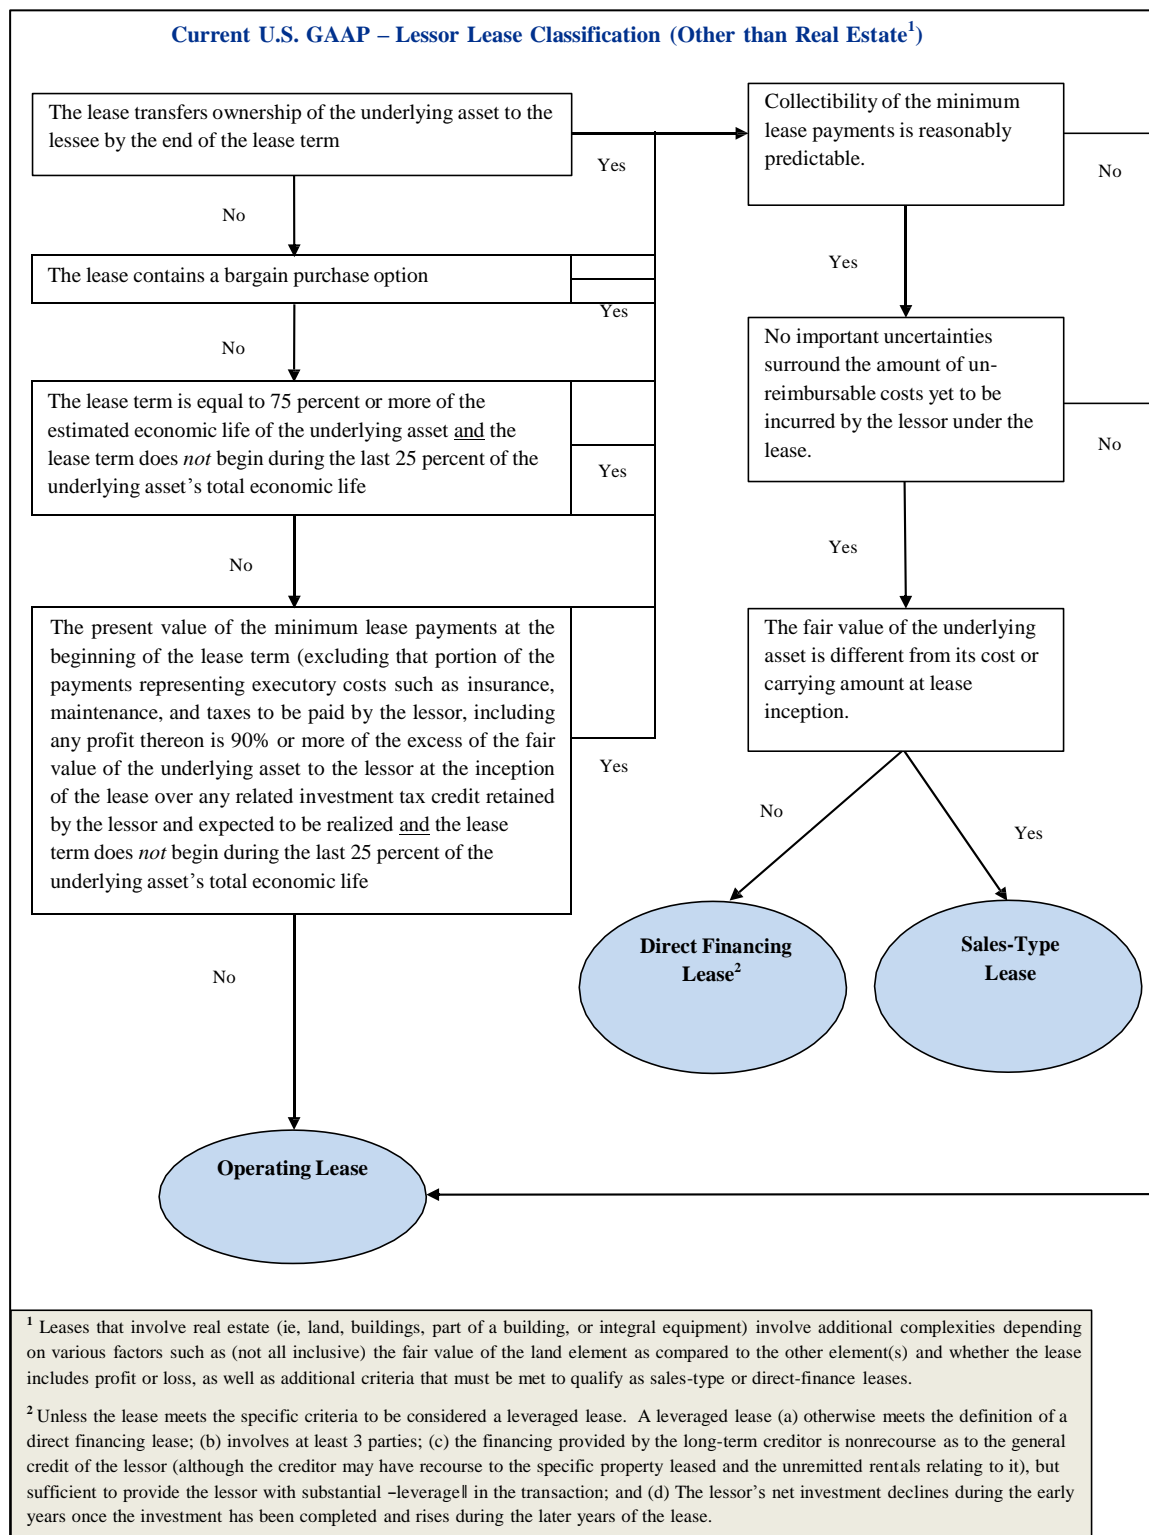 Current U.S. GAAP – Lessor Lease Classification (Other than Real Estate1)
The lease transfers ownership of the underlying asset to the
lessee by the end of the lease term
Yes
No
The lease contains a bargain purchase option
Yes
No
The lease term is equal to 75 percent or more of the
estimated economic life of the underlying asset and the
lease term does not begin during the last 25 percent of the
underlying asset’s total economic life
Yes
No
The present value of the minimum lease payments at the
beginning of the lease term (excluding that portion of the
payments representing executory costs such as insurance,
maintenance, and taxes to be paid by the lessor, including
any profit thereon is 90% or more of the excess of the fair
value of the underlying asset to the lessor at the inception
of the lease over any related investment tax credit retained
by the lessor and expected to be realized and the lease
term does not begin during the last 25 percent of the
underlying asset’s total economic life
Yes
No
Operating Lease
Collectibility of the minimum
lease payments is reasonably
predictable.
No
Yes
No important uncertainties
surround the amount of un-
reimbursable costs yet to be
incurred by the lessor under the
lease.
No
Yes
The fair value of the underlying
asset is different from its cost or
carrying amount at lease
inception.
No
Yes
Direct Financing
Lease2
Sales-Type
Lease
1 Leases that involve real estate (ie, land, buildings, part of a building, or integral equipment) involve additional complexities depending
on various factors such as (not all inclusive) the fair value of the land element as compared to the other element(s) and whether the lease
includes profit or loss, as well as additional criteria that must be met to qualify as sales-type or direct-finance leases.
2 Unless the lease meets the specific criteria to be considered a leveraged lease. A leveraged lease (a) otherwise meets the definition of a
direct financing lease; (b) involves at least 3 parties; (c) the financing provided by the long-term creditor is nonrecourse as to the general
credit of the lessor (although the creditor may have recourse to the specific property leased and the unremitted rentals relating to it), but
sufficient to provide the lessor with substantial ―leverage‖ in the transaction; and (d) The lessor’s net investment declines during the early
years once the investment has been completed and rises during the later years of the lease.